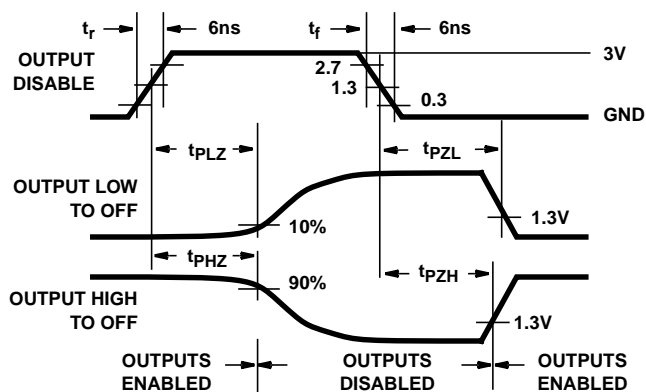 tr
6ns
tf
6ns
OUTPUT
DISABLE
2.7
1.3
0.3
3V
GND
tPLZ
tPZL
OUTPUT LOW
TO OFF
10%
1.3V
tPHZ
tPZH
OUTPUT HIGH
TO OFF
90%
1.3V
OUTPUTS
ENABLED
OUTPUTS
DISABLED
OUTPUTS
ENABLED